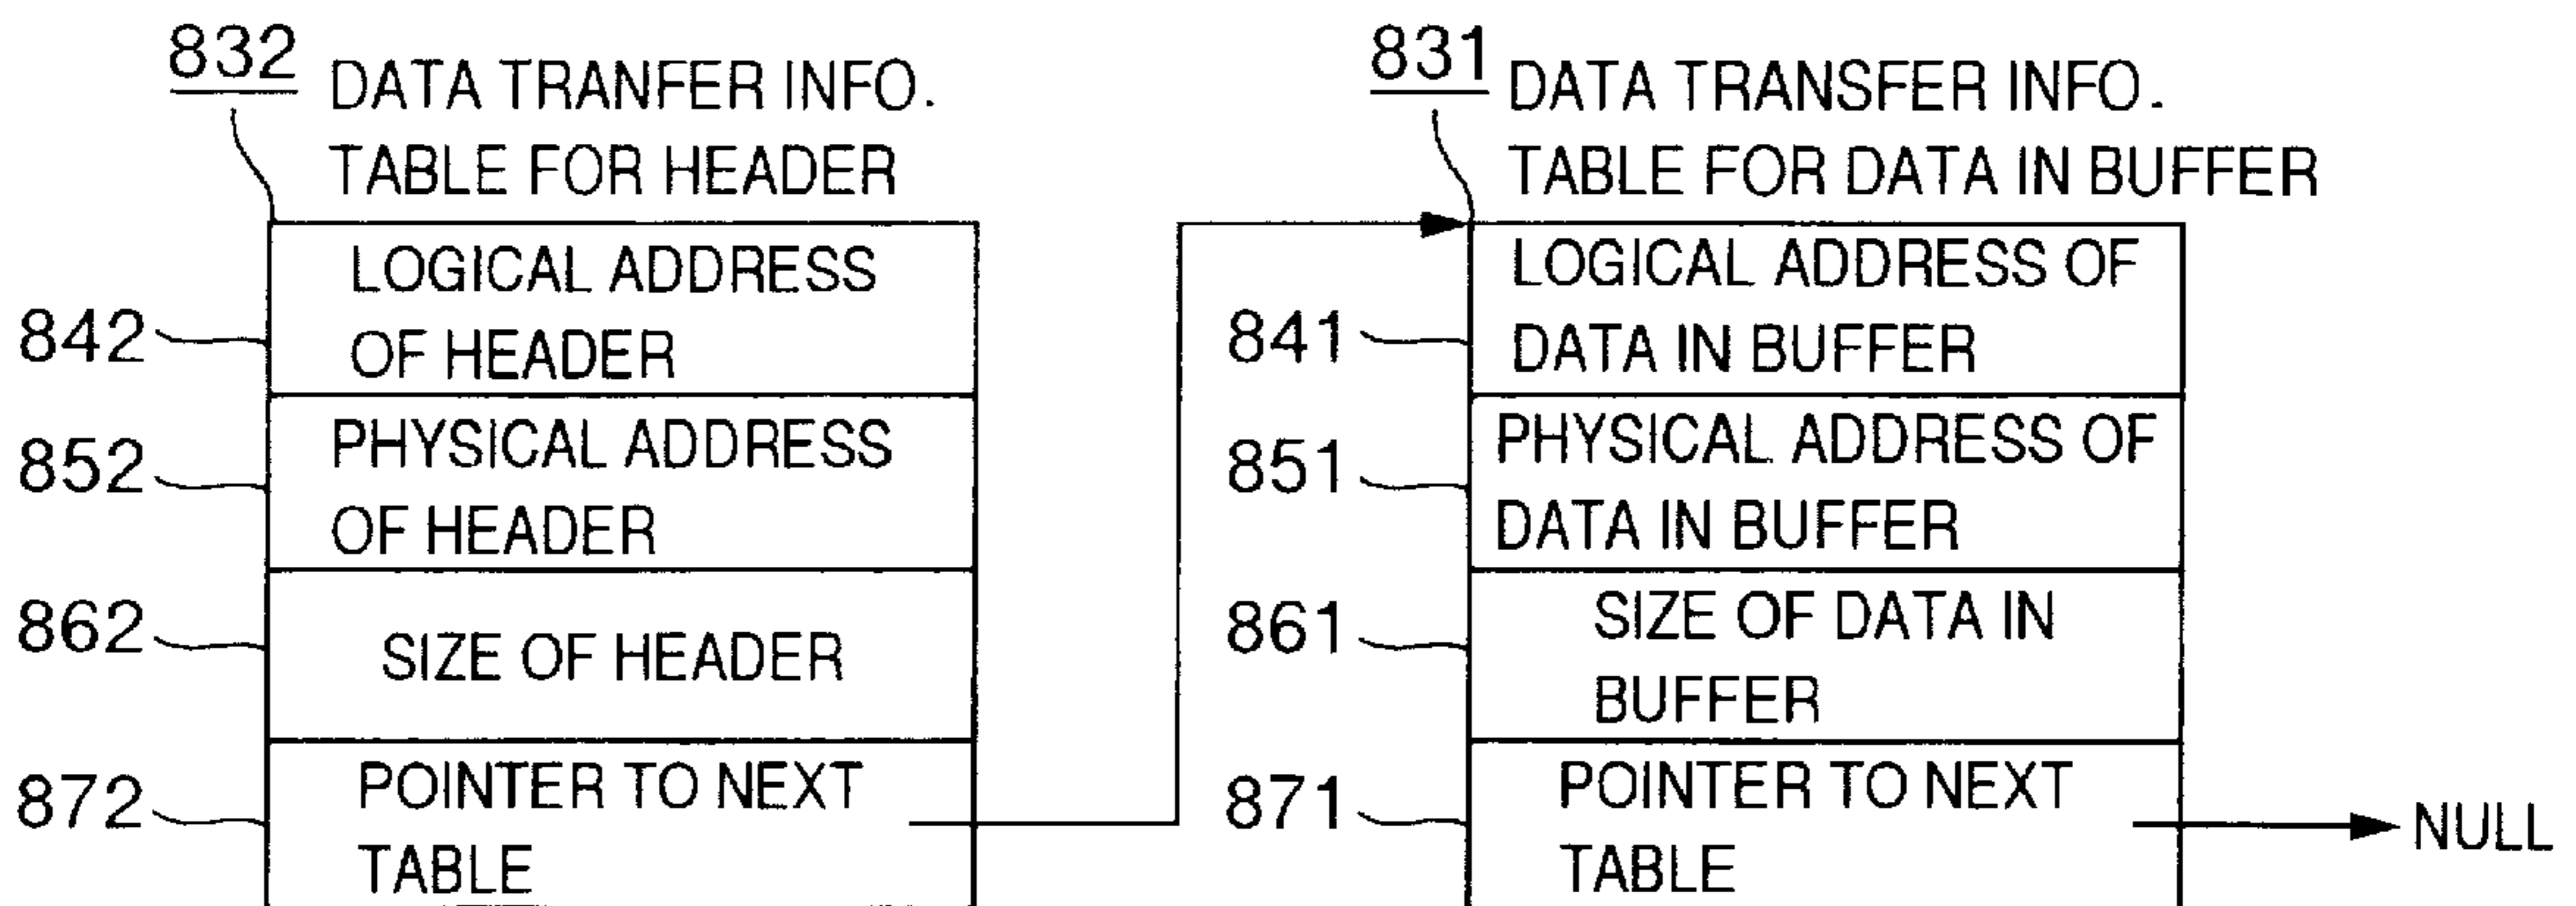 832 DATA TRANFER INFO.
TABLE FOR HEADER
842
LOGICAL ADDRESS
OF HEADER
852
PHYSICAL ADDRESS
OF HEADER
862
SIZE OF HEADER
872
POINTER TO NEXT
TABLE
831 DATA TRANSFER INFO.
TABLE FOR DATA IN BUFFER
841
LOGICAL ADDRESS OF
DATA IN BUFFER
851
PHYSICAL ADDRESS OF
DATA IN BUFFER
861
SIZE OF DATA IN
BUFFER
871
POINTER TO NEXT
TABLE
NULL